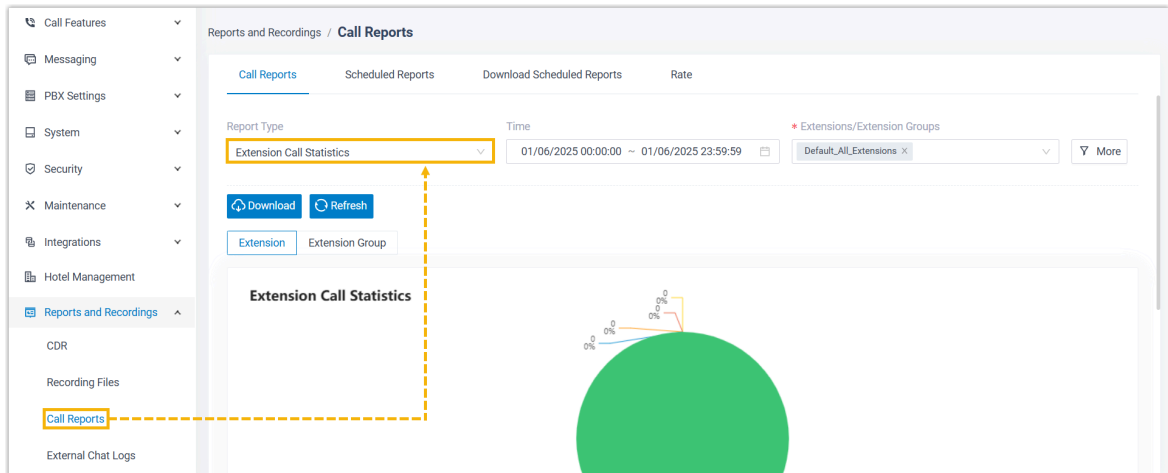 Call Features
Messaging
PBX Settings
System
Security
Maintenance
Integrations
Hotel Management
Reports and Recordings
CDR
Recording Files
Call Reports
External Chat Logs
Reports and Recordings / Call Reports
Call Reports Scheduled Reports Download Scheduled Reports Rate
Report Type Time * Extensions/Extension Groups
Extension Call Statistics 01/06/2025 00:00:00 ~ 01/06/2025 23:59:59 Default_All_Extensions × More
Download Refresh
Extension Extension Group
Extension Call Statistics
0
0%
0
0%
0
0%
0
0%